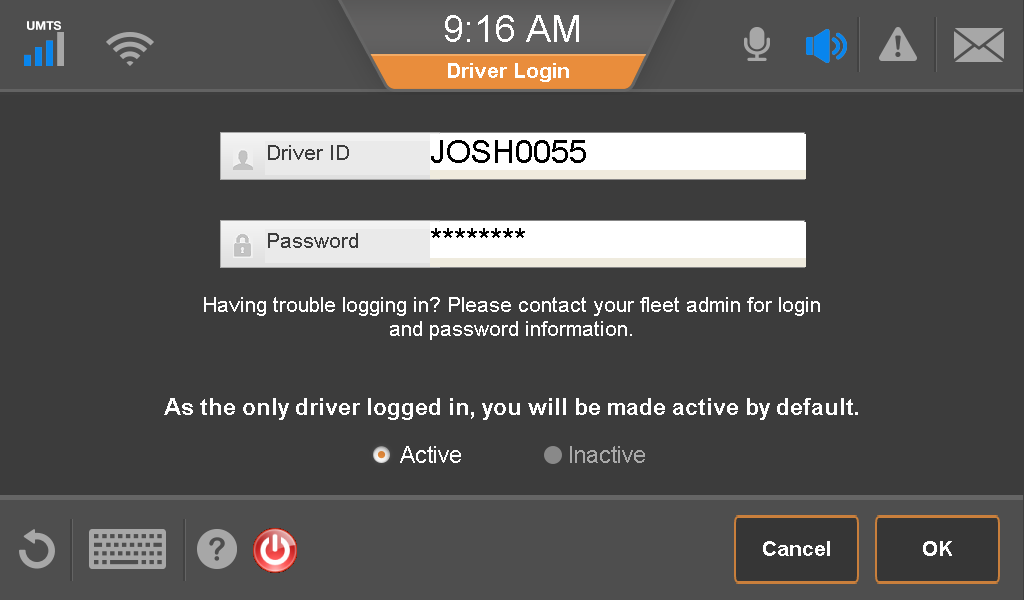 UMTS
9:16 AM
Driver Login
Driver ID JOSH0055
Password ********
Having trouble logging in? Please contact your fleet admin for login
and password information.
As the only driver logged in, you will be made active by default.
Active Inactive
?
Cancel OK